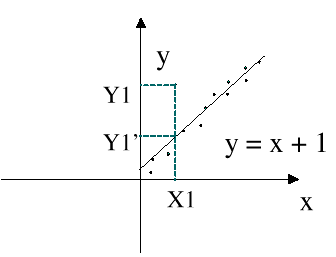 y
Y1
Y1'
y = x + 1
X1
x